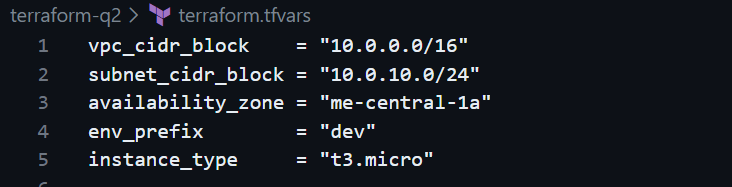 terraform-q2 > terraform.tfvars
1 vpc_cidr_block = "10.0.0.0/16"
2 subnet_cidr_block = "10.0.10.0/24"
3 availability_zone = "me-central-1a"
4 env_prefix = "dev"
5 instance_type = "t3.micro"